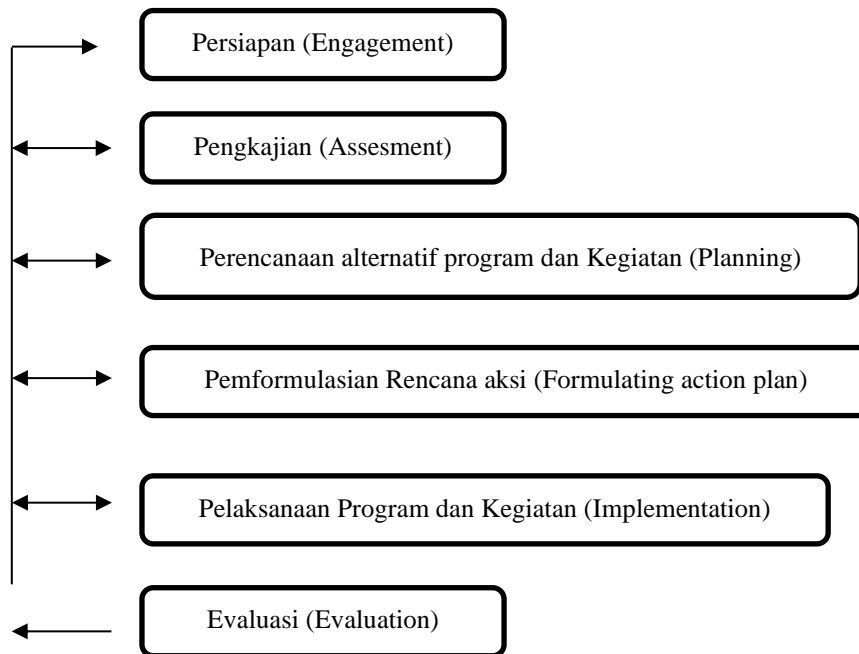 Persiapan (Engagement)
Pengkajian (Assesment)
Perencanaan alternatif program dan Kegiatan (Planning)
Pemformulasian Rencana aksi (Formulating action plan)
Pelaksanaan Program dan Kegiatan (Implementation)
Evaluasi (Evaluation)